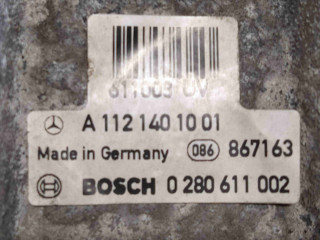 611003 UV
A 112 140 10 01
Made in Germany 086 867163
BOSCH 0 280 611 002